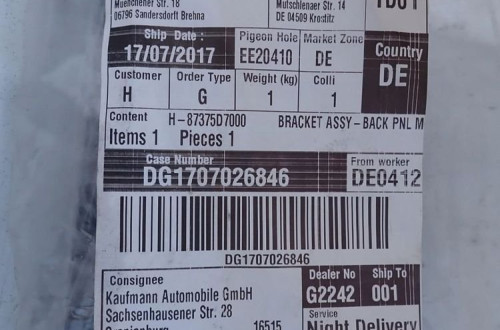 Muenchener Str. 18
06796 Sandersdorf Brehna
Mutschlenaer Str. 14
DE 04509 Krostitz
Ship Date :
17/07/2017
Pigeon Hole
EE20410
Market Zone
DE
Country
DE
Customer
H
Order Type
G
Weight (kg)
1
Colli
1
Content H-87375D7000 BRACKET ASSY-BACK PNL M
Items 1 Pieces 1
Case Number
DG1707026846
From worker
DE0412
DG1707026846
Consignee
Kaufmann Automobile GmbH
Sachsenhausener Str. 28
16515
Dealer No
G2242
Ship To
001
Service
Night Delivery